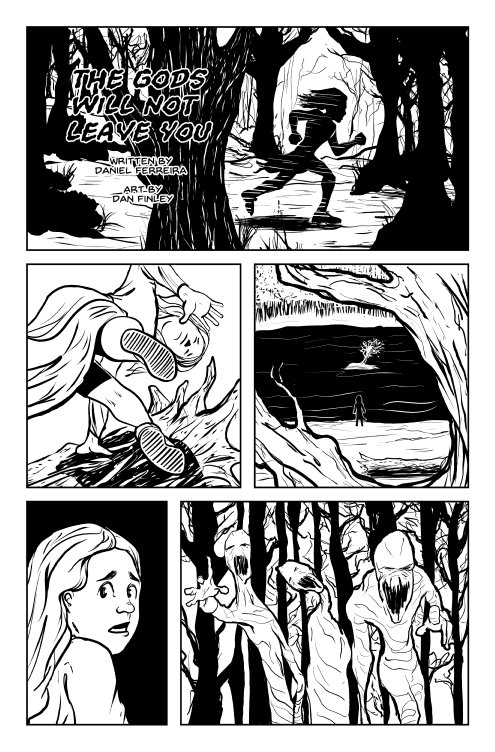 THE GODS
WILL NOT
LEAVE YOU
WRITTEN BY
DANIEL FERREIRA
ART BY
DAN FINLEY